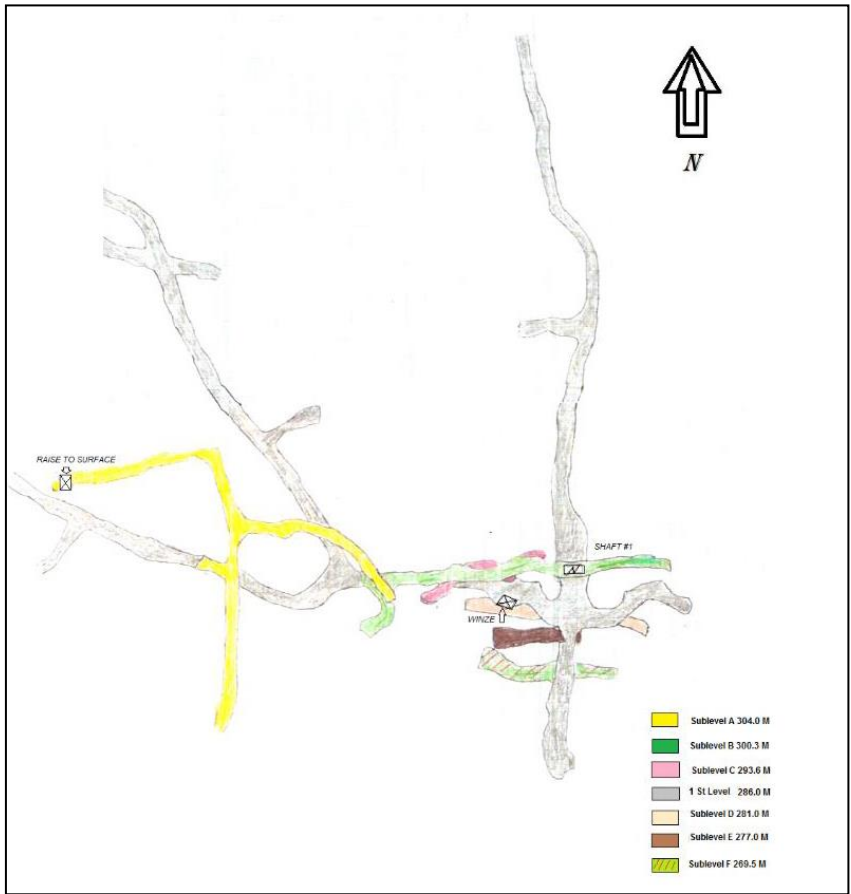 N
RAISE TO SURFACE
SHAFT #1
N
WINZE
Sublevel A 304.0 M
Sublevel B 300.3 M
Sublevel C 293.6 M
1 St Level 286.0 M
Sublevel D 281.0 M
Sublevel E 277.0 M
Sublevel F 269.5 M